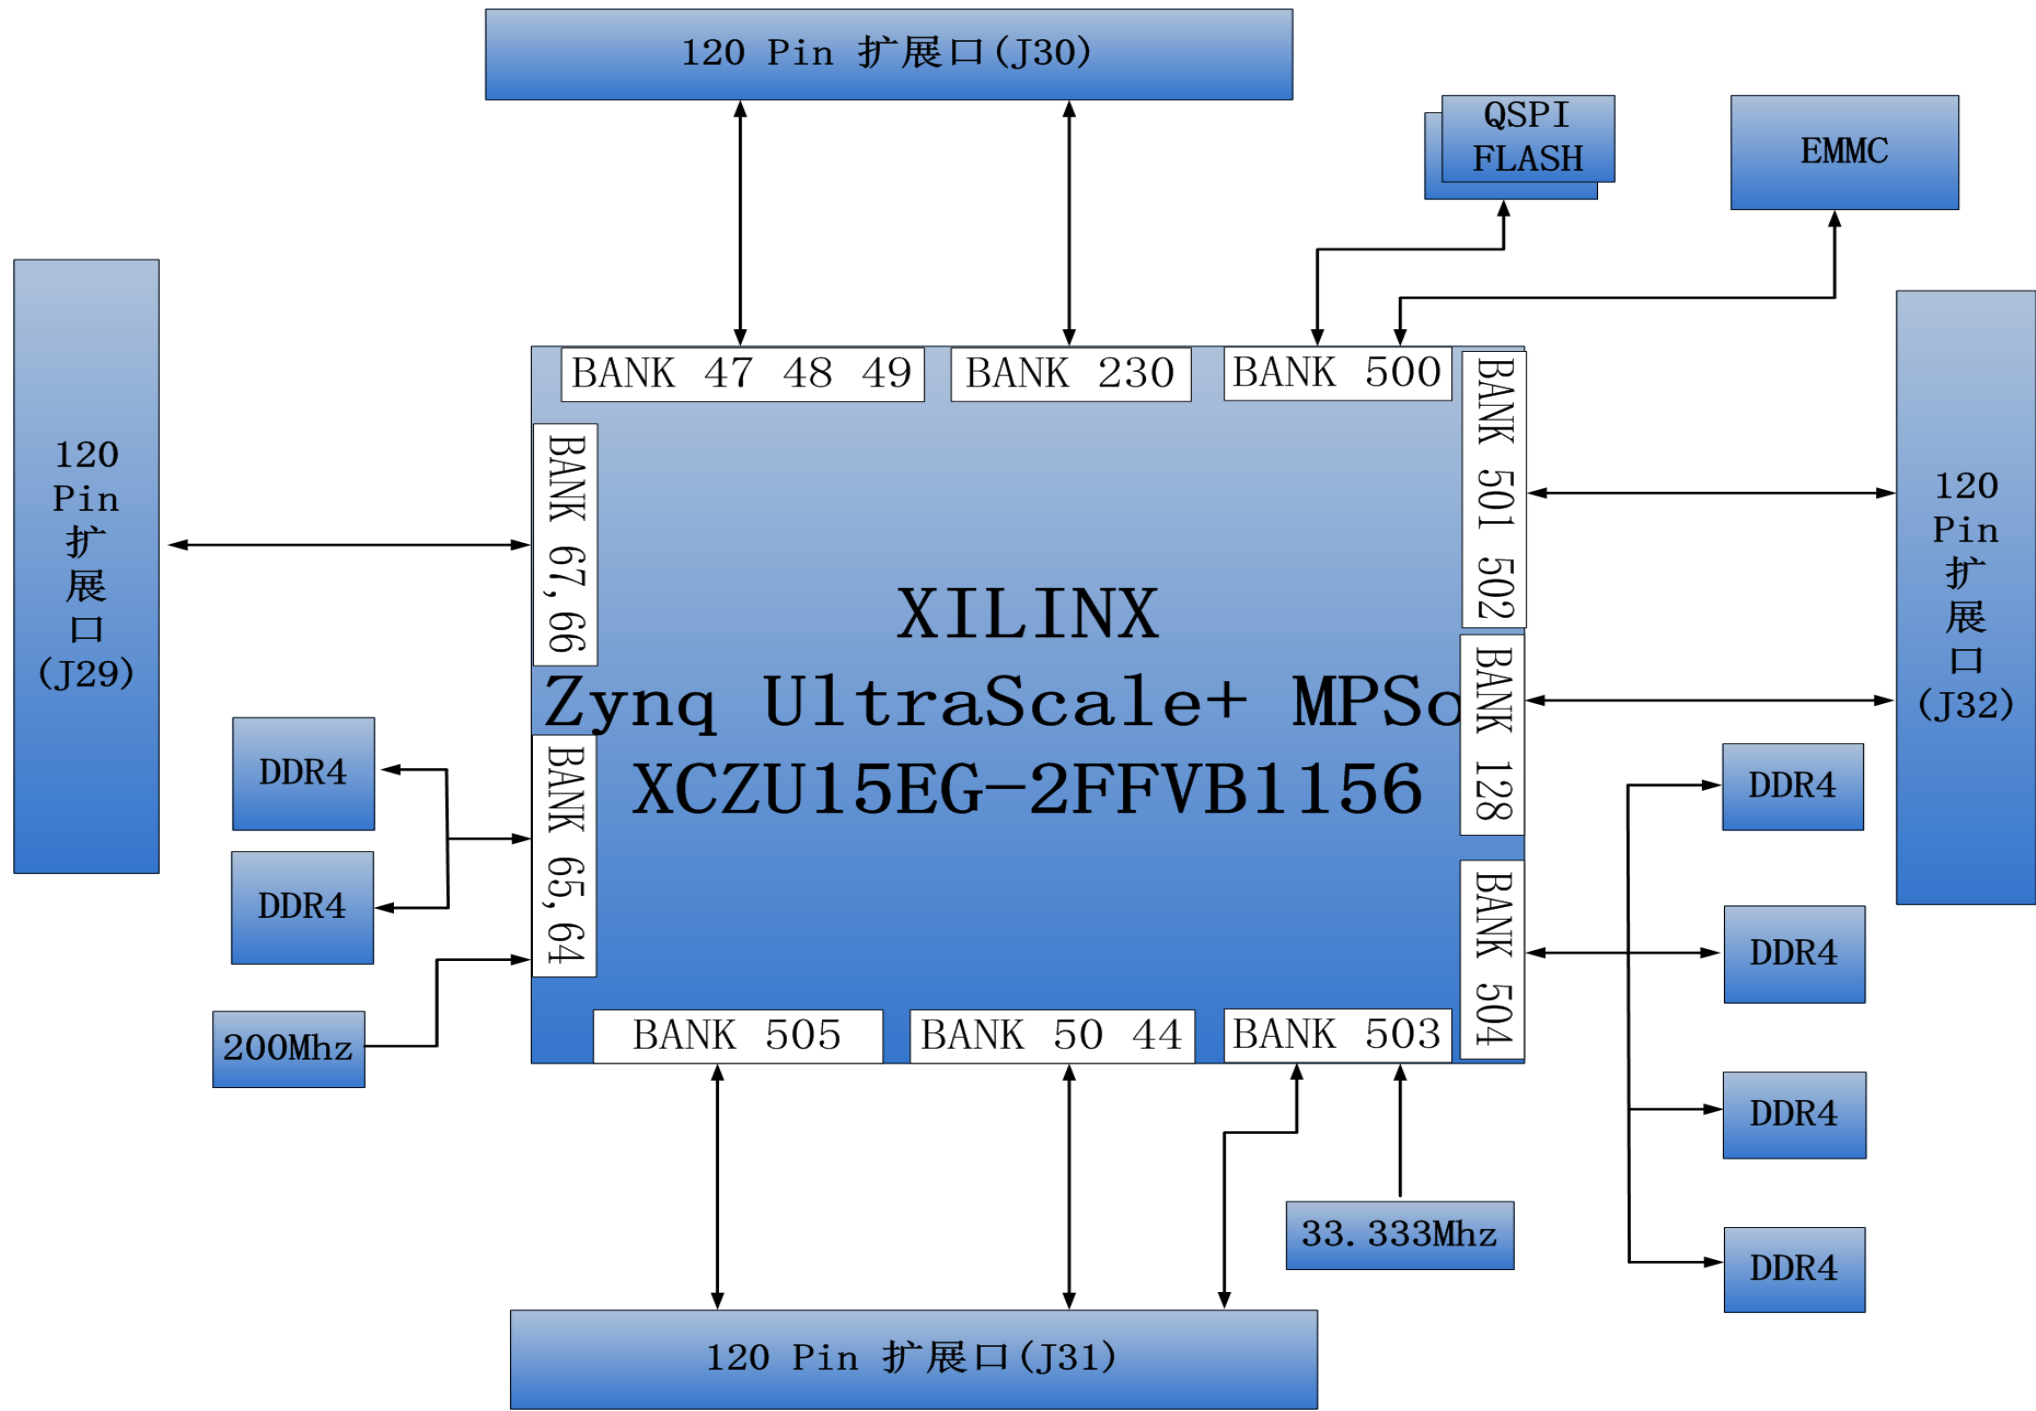 120 Pin 扩展口(J30)
QSPI
FLASH
EMMC
120
Pin
扩
展
口
(J29)
BANK 47 48 49
BANK 230
BANK 500
BANK 501 502
BANK 67,66
120
Pin
扩
展
口
(J32)
XILINX
Zynq UltraScale+ MPSo
XCZU15EG-2FFVB1156
BANK 128
BANK 65,64
DDR4
DDR4
200Mhz
BANK 504
DDR4
DDR4
DDR4
DDR4
BANK 505
BANK 50 44
BANK 503
33.333Mhz
120 Pin 扩展口(J31)